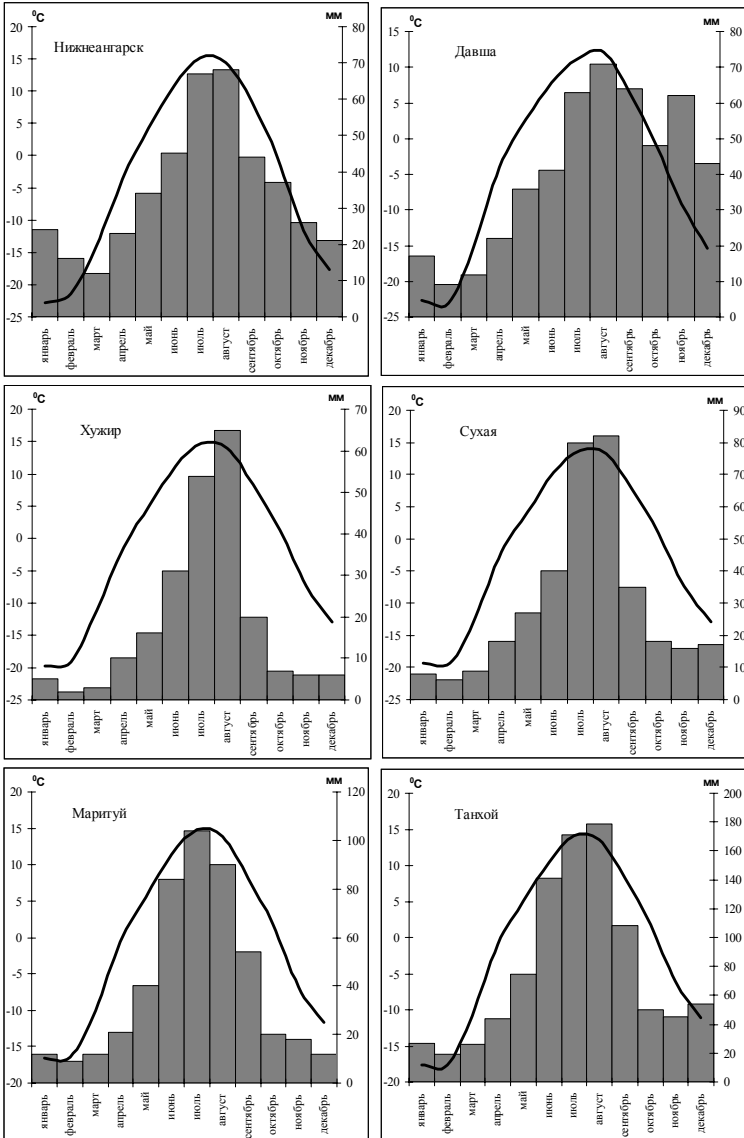 ⁰C мм
Нижнеангарск
20
15
10
5
0
-5
-10
-15
-20
-25
80
70
60
50
40
30
20
10
0
январь
февраль
март
апрель
май
июнь
июль
август
сентябрь
октябрь
ноябрь
декабрь
⁰C мм
Давша
15
10
5
0
-5
-10
-15
-20
-25
80
70
60
50
40
30
20
10
0
январь
февраль
март
апрель
май
июнь
июль
август
сентябрь
октябрь
ноябрь
декабрь
⁰C мм
Хужир
20
15
10
5
0
-5
-10
-15
-20
-25
70
60
50
40
30
20
10
0
январь
февраль
март
апрель
май
июнь
июль
август
сентябрь
октябрь
ноябрь
декабрь
⁰C мм
Сухая
20
15
10
5
0
-5
-10
-15
-20
-25
90
80
70
60
50
40
30
20
10
0
январь
февраль
март
апрель
май
июнь
июль
август
сентябрь
октябрь
ноябрь
декабрь
⁰C мм
Маритуй
20
15
10
5
0
-5
-10
-15
-20
120
100
80
60
40
20
0
январь
февраль
март
апрель
май
июнь
июль
август
сентябрь
октябрь
ноябрь
декабрь
⁰C мм
Танхой
20
15
10
5
0
-5
-10
-15
-20
200
180
160
140
120
100
80
60
40
20
0
январь
февраль
март
апрель
май
июнь
июль
август
сентябрь
октябрь
ноябрь
декабрь